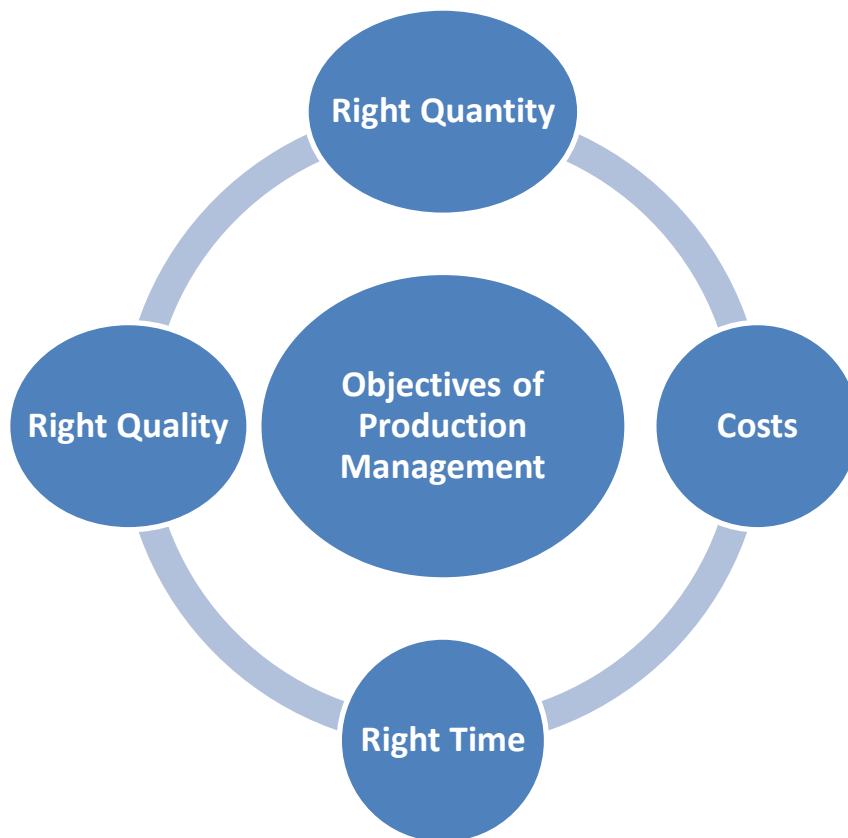 Right Quantity
Right Quality
Objectives of
Production
Management
Costs
Right Time